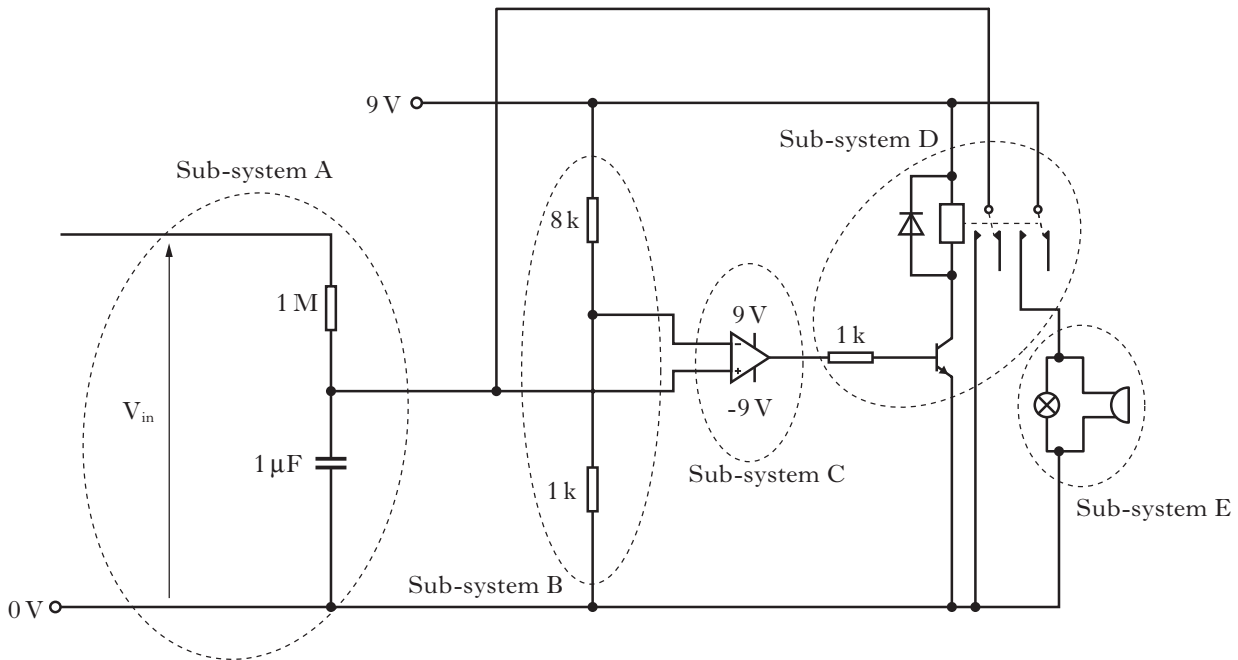 9 V
Sub-system D
Sub-system A
8 k
1 M
9 V
1 k
V_in
-9 V
1 µF
Sub-system C
1 k
Sub-system E
Sub-system B
0 V